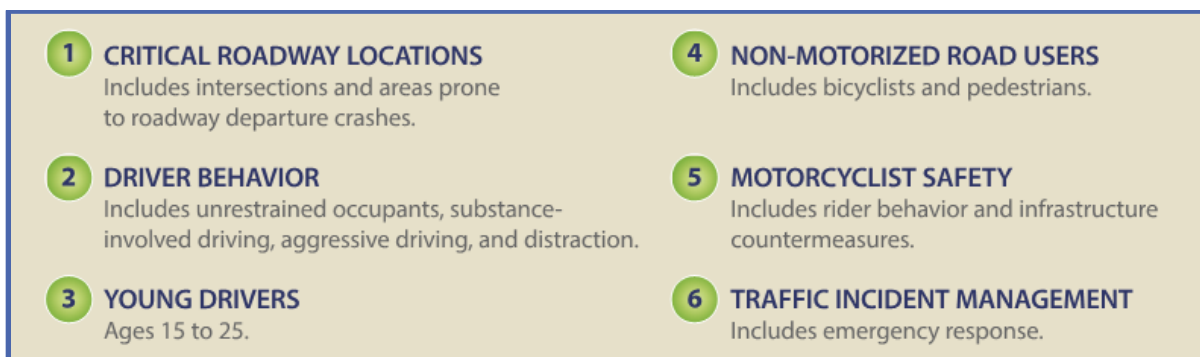 1 CRITICAL ROADWAY LOCATIONS
Includes intersections and areas prone
to roadway departure crashes.
2 DRIVER BEHAVIOR
Includes unrestrained occupants, substance-
involved driving, aggressive driving, and distraction.
3 YOUNG DRIVERS
Ages 15 to 25.
4 NON-MOTORIZED ROAD USERS
Includes bicyclists and pedestrians.
5 MOTORCYCLIST SAFETY
Includes rider behavior and infrastructure
countermeasures.
6 TRAFFIC INCIDENT MANAGEMENT
Includes emergency response.